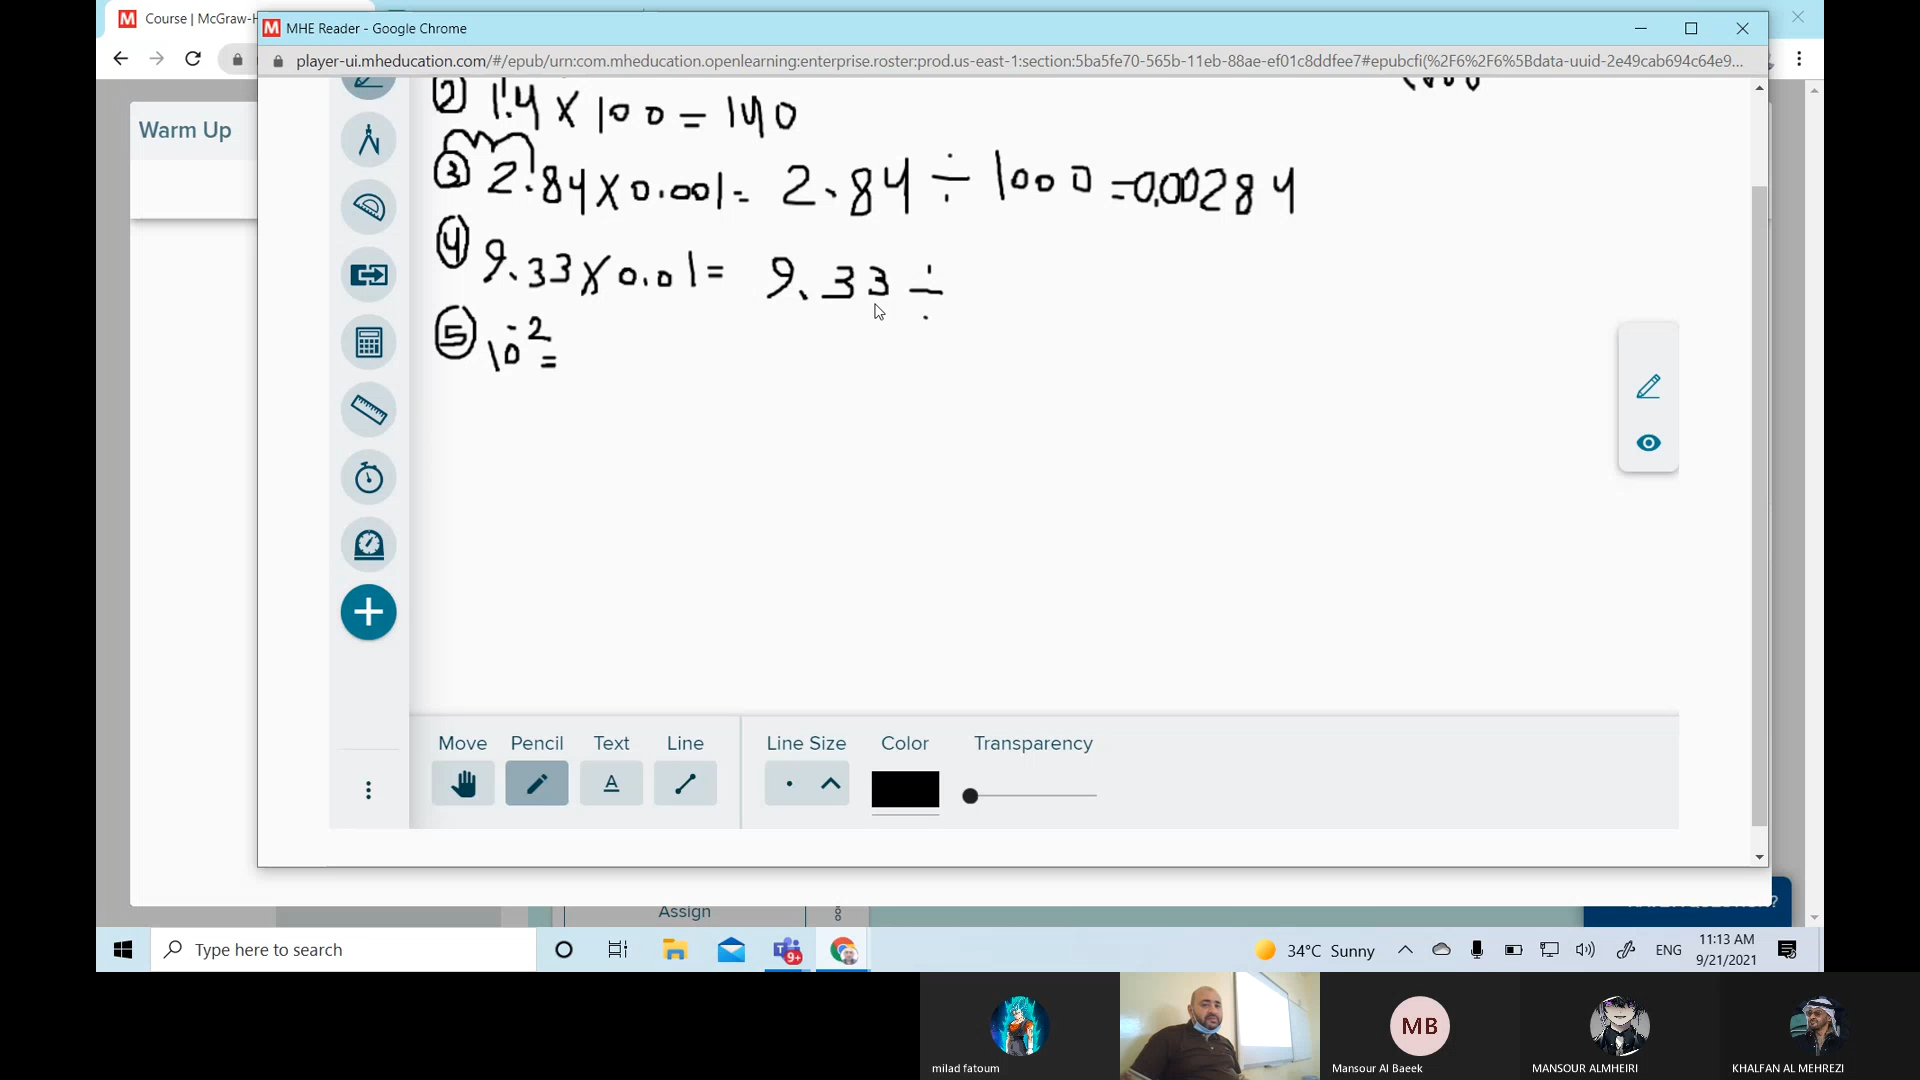 Course | McGraw-H
MHE Reader - Google Chrome
player-ui.mheducation.com/#/epub/urn:com.mheducation.openlearning:enterprise.roster:prod.us-east-1:section:5ba5fe70-565b-11eb-88ae-ef01c8ddfee7#epubcfi(%2F6%2F6%5Bdata-uuid-2e49cab694c64e9...
Warm Up
② 1.4 × 100 = 140
③ 2.84 × 0.001 = 2.84 ÷ 1000 = 0.00284
④ 9.33 × 0.01 = 9.33 ÷
⑤ 10⁻² =
Move Pencil Text Line Line Size Color Transparency
Assign
Type here to search
9+
34°C Sunny
ENG
11:13 AM
9/21/2021
MB
milad fatoum
Mansour Al Baeek
MANSOUR ALMHEIRI
KHALFAN AL MEHREZI